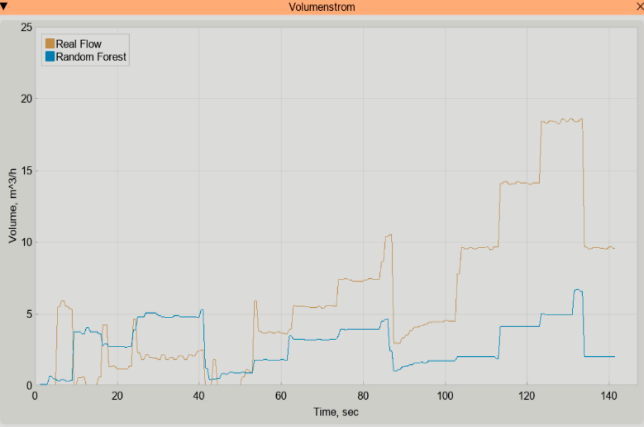 Volumenstrom
Real Flow
Random Forest
25
20
15
10
5
0
Volume, m^3/h
0 20 40 60 80 100 120 140
Time, sec